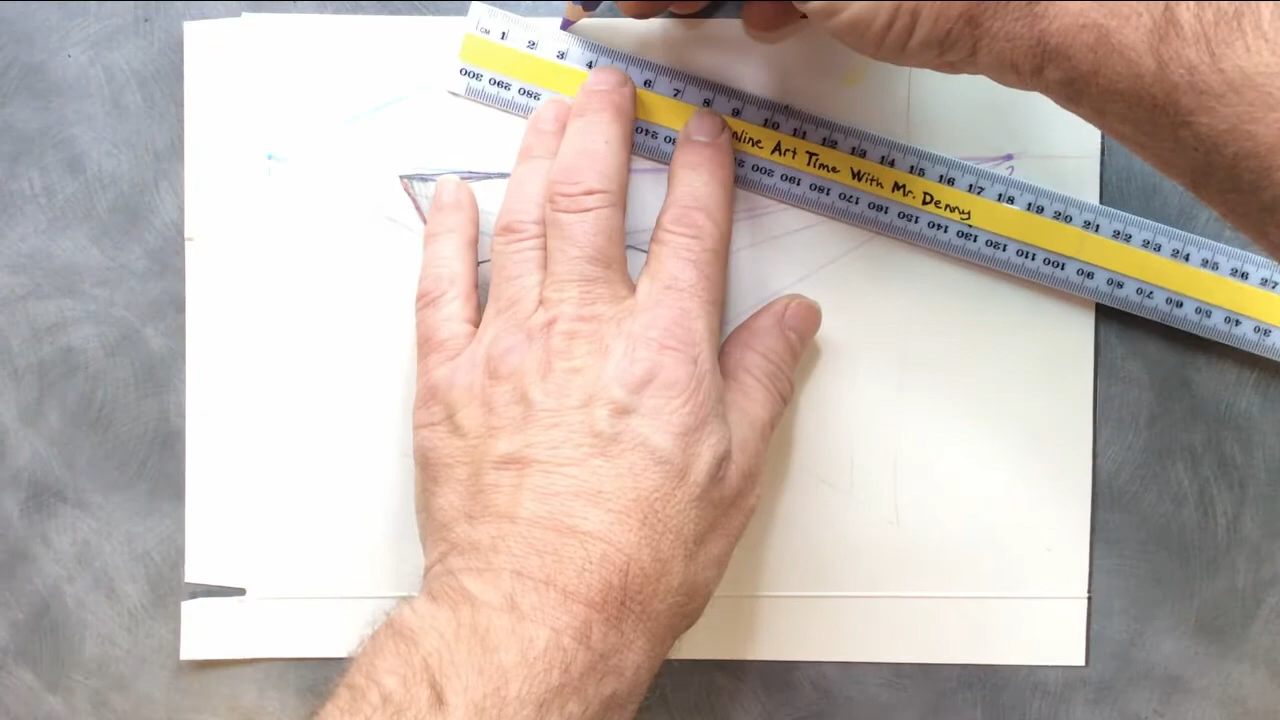 CM 1 2 3 4 6 7 8 9 10 11 12 13 14 15 16 17 18 19 20 21 22 23 24 25 26 27
nline Art Time With Mr. Denny
300 290 280 240 200 190 180 170 160 150 140 130 120 110 100 90 80 70 60 50 40 30
2